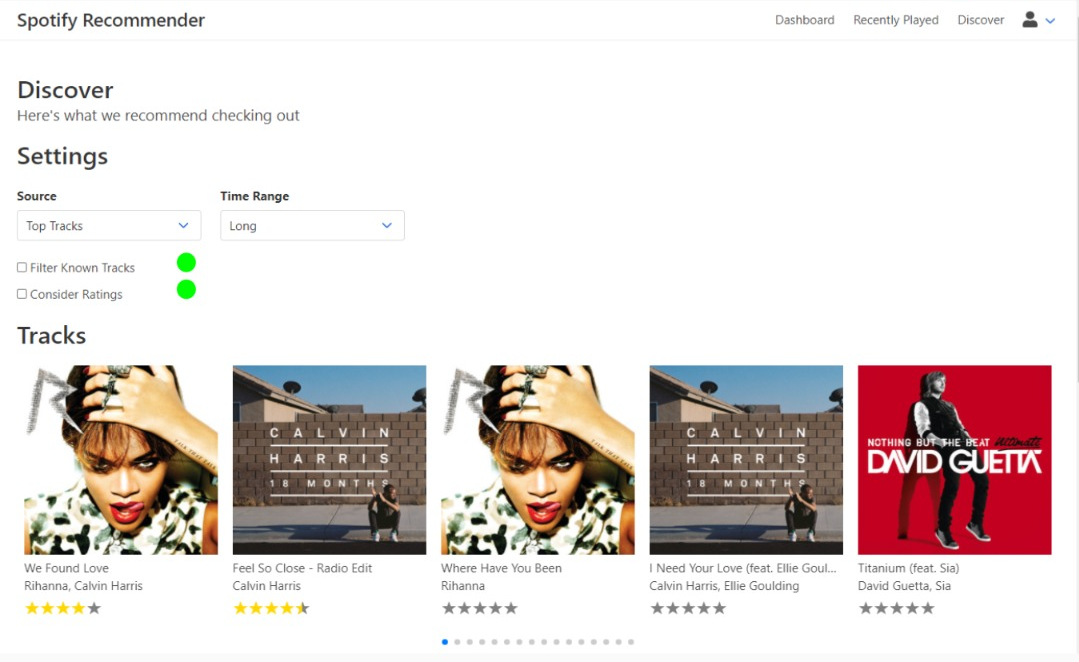 Spotify Recommender
Dashboard Recently Played Discover
Discover
Here's what we recommend checking out
Settings
Source Time Range
Top Tracks Long
Filter Known Tracks
Consider Ratings
Tracks
R
CALVIN
HARRIS
18 MONTHS
R
CALVIN
HARRIS
18 MONTHS
NOTHING BUT THE BEAT Ultimate
DAVID GUETTA
We Found Love
Rihanna, Calvin Harris
Feel So Close - Radio Edit
Calvin Harris
Where Have You Been
Rihanna
I Need Your Love (feat. Ellie Goul...
Calvin Harris, Ellie Goulding
Titanium (feat. Sia)
David Guetta, Sia